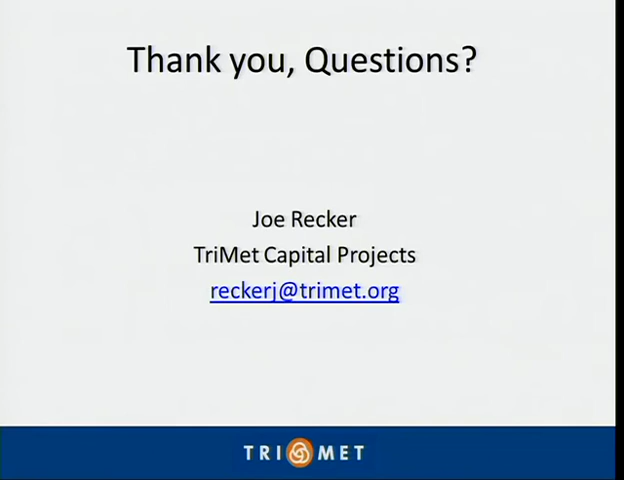 Thank you, Questions?
Joe Recker
TriMet Capital Projects
reckerj@trimet.org
TRI MET